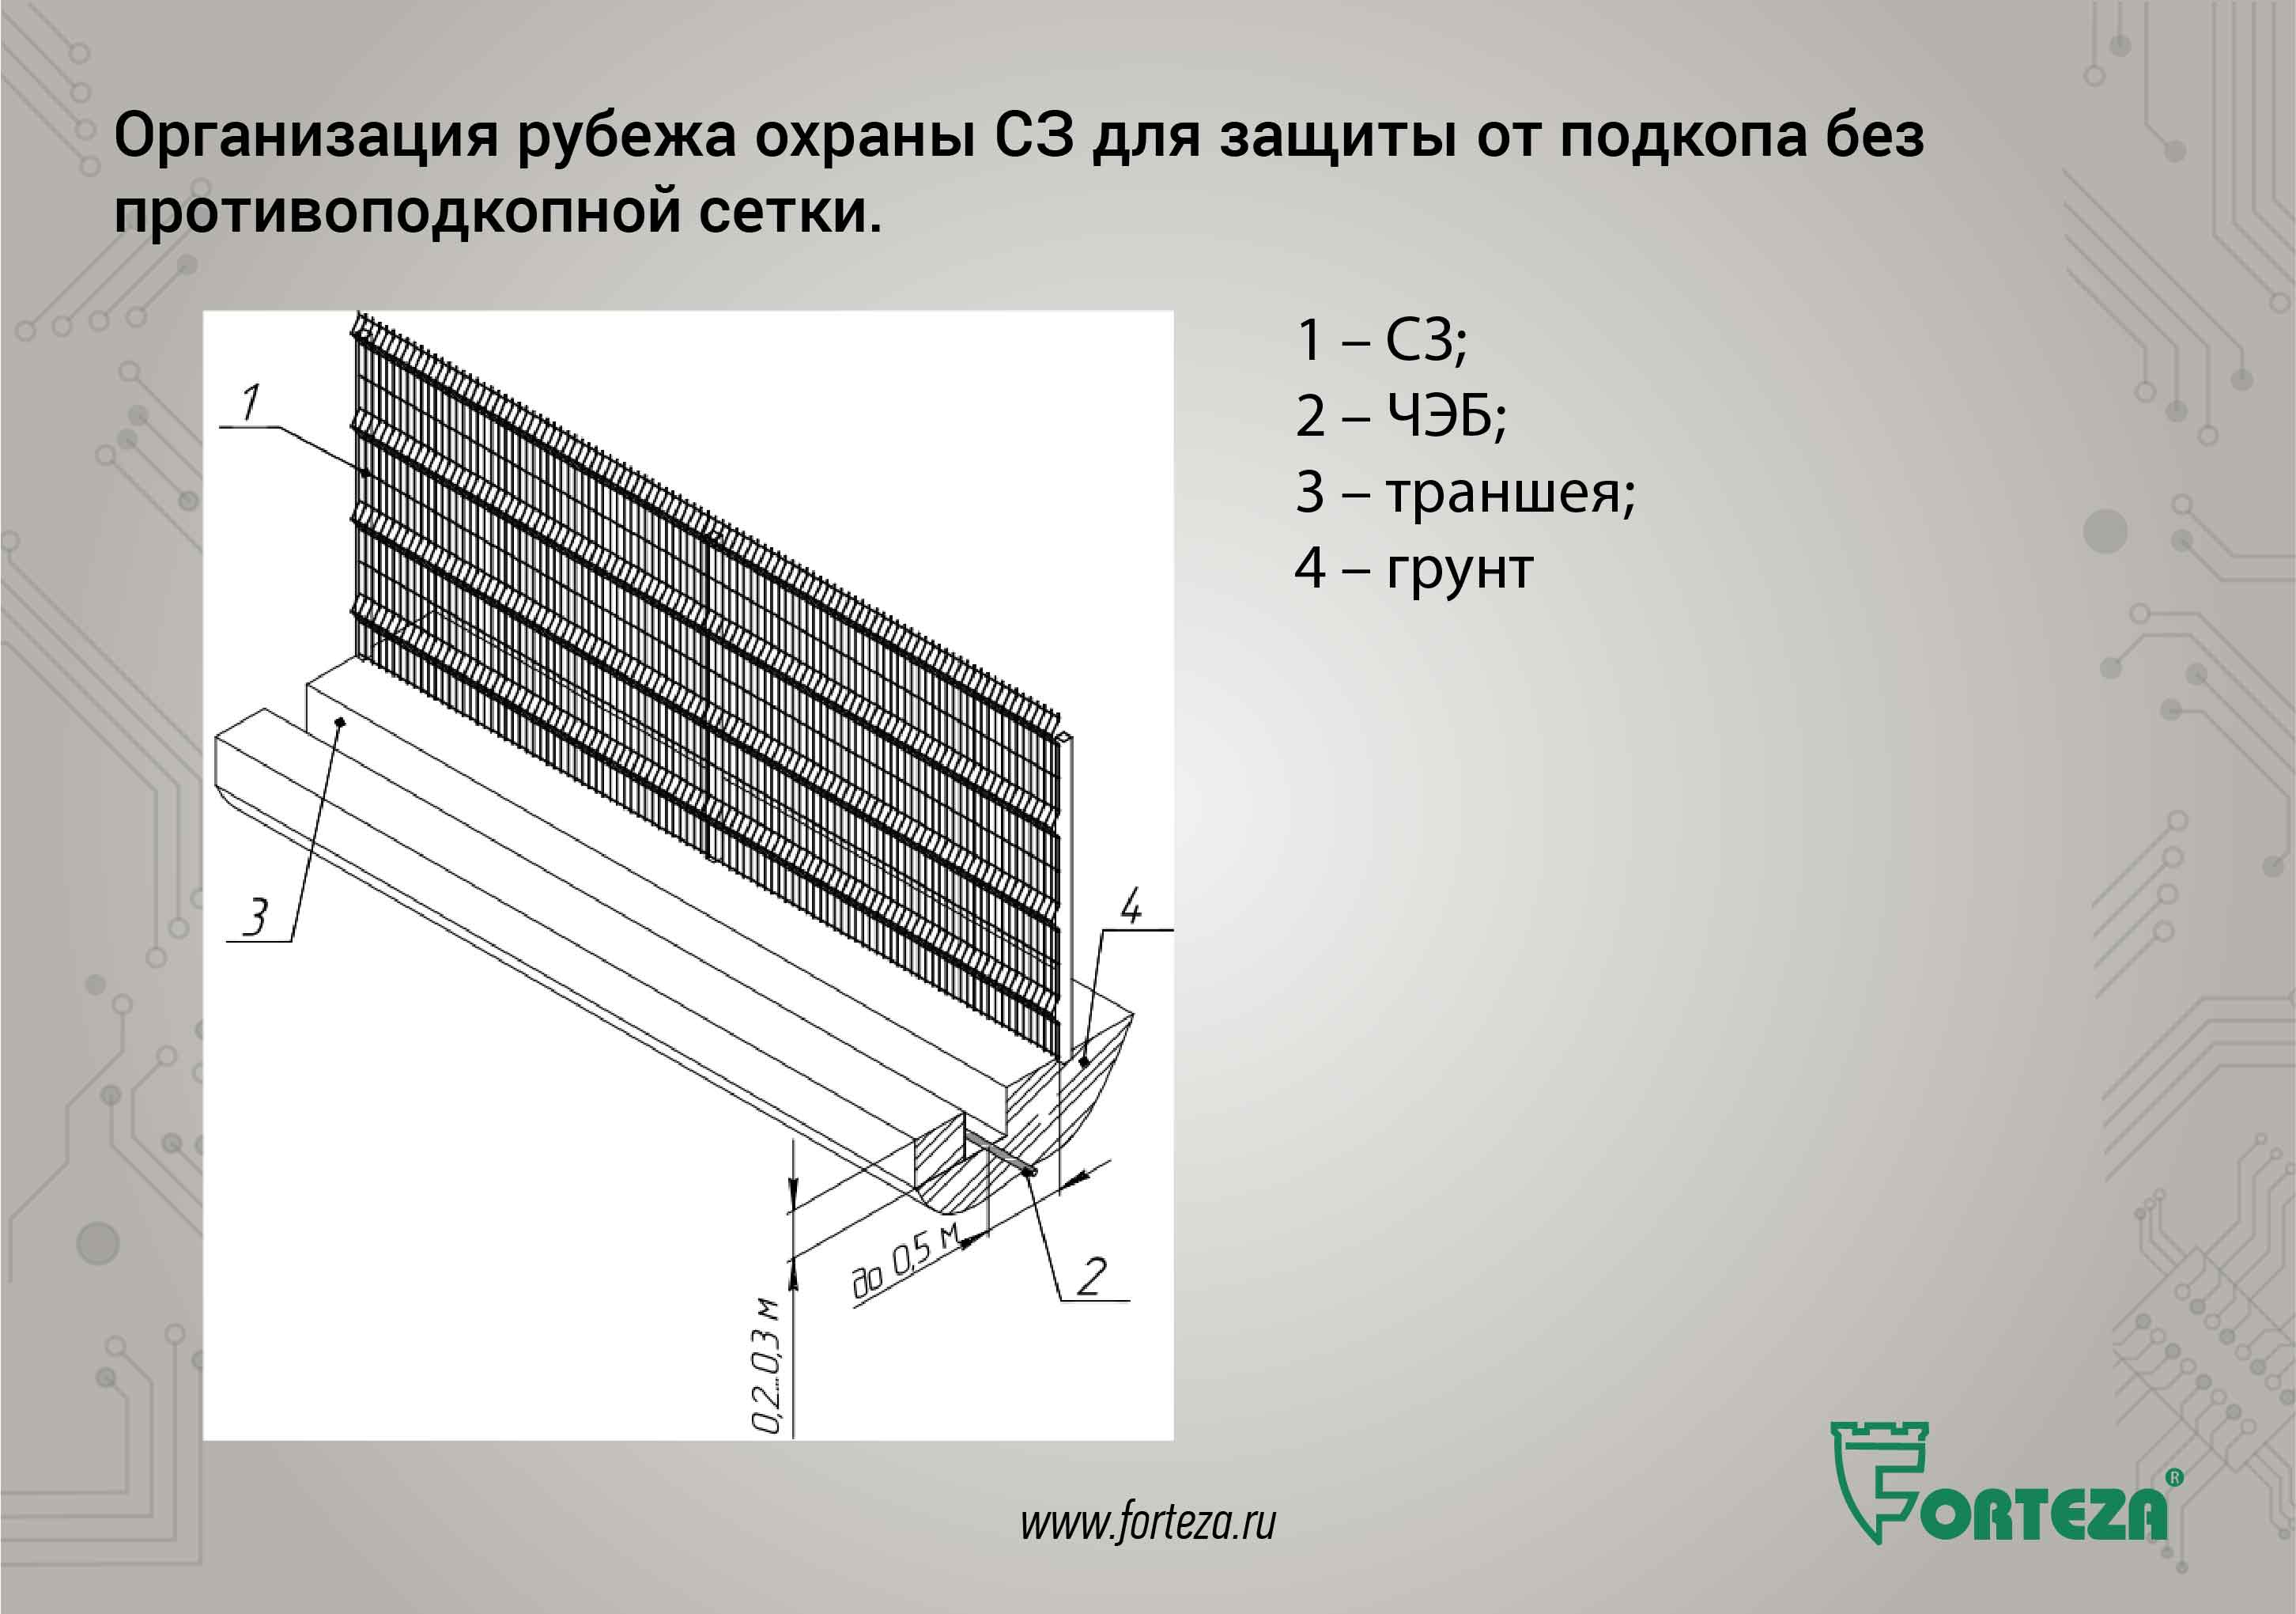 Организация рубежа охраны СЗ для защиты от подкопа без
противоподкопной сетки.
1 – СЗ;
2 – ЧЭБ;
3 – траншея;
4 – грунт
1
3
4
2
до 0,5 м
0,2...0,3 м
www.forteza.ru
FORTEZA®